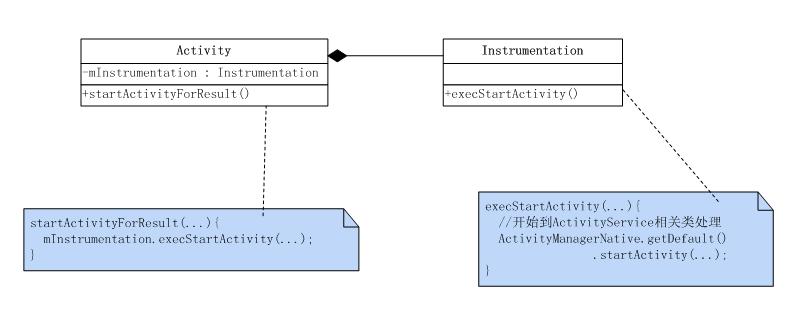 Activity
-mInstrumentation : Instrumentation
+startActivityForResult()
Instrumentation
+execStartActivity()
startActivityForResult(...){
mInstrumentation.execStartActivity(...);
}
execStartActivity(...){
//开始到ActivityService相关类处理
ActivityManagerNative.getDefault()
.startActivity(...);
}